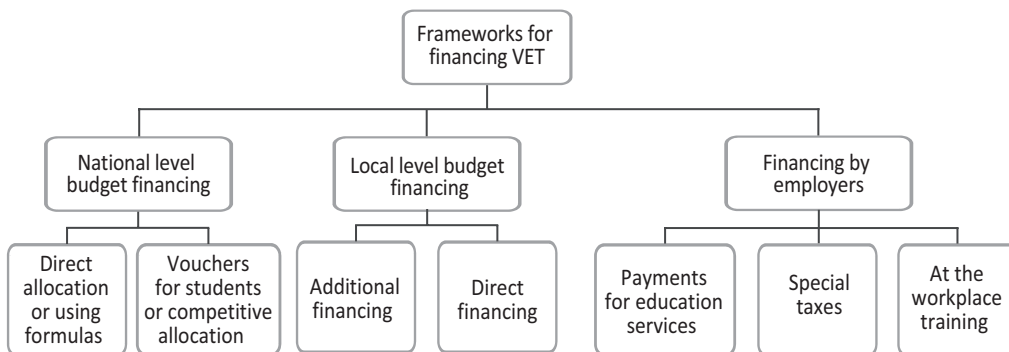 Frameworks for
financing VET
National level
budget financing
Local level budget
financing
Financing by
employers
Direct
allocation
or using
formulas
Vouchers
for students
or competitive
allocation
Additional
financing
Direct
financing
Payments
for education
services
Special
taxes
At the
workplace
training